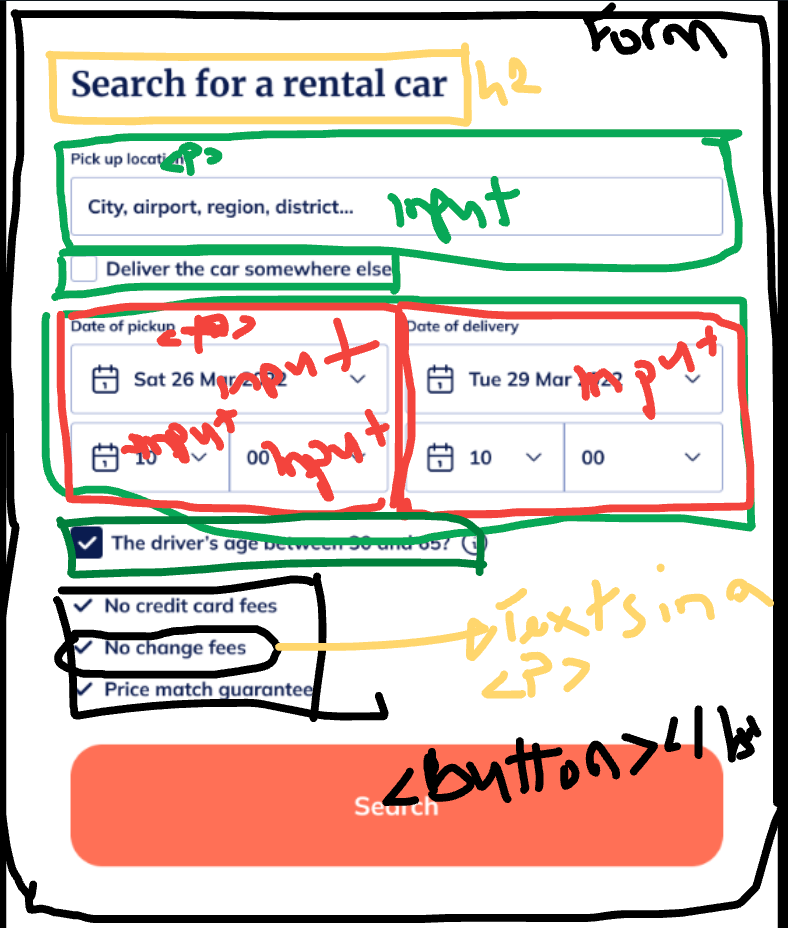 Form
Search for a rental car h2
Pick up location <P>
City, airport, region, district... input
Deliver the car somewhere else
Date of pickup <P> Date of delivery
Sat 26 Mar 2022 input Tue 29 Mar 2022 input
10 input 00 input 10 00
The driver's age between 30 and 65?
No credit card fees
No change fees Texts in a
<P>
Price match guarantee
<button></
Search